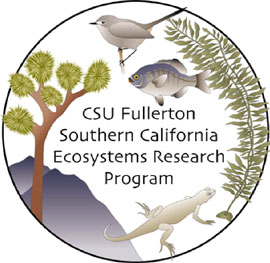 CSU Fullerton
Southern California
Ecosystems Research
Program